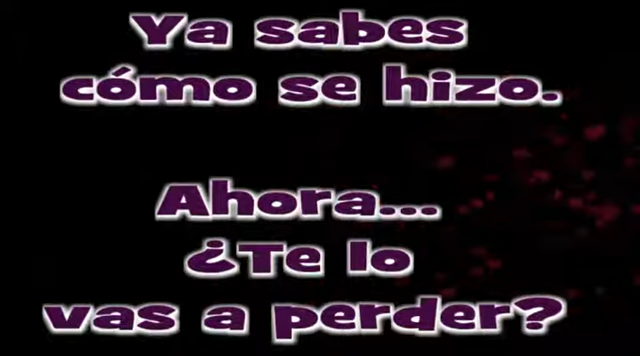 Ya sabes
cómo se hizo.
Ahora...
¿Te lo
vas a perder?